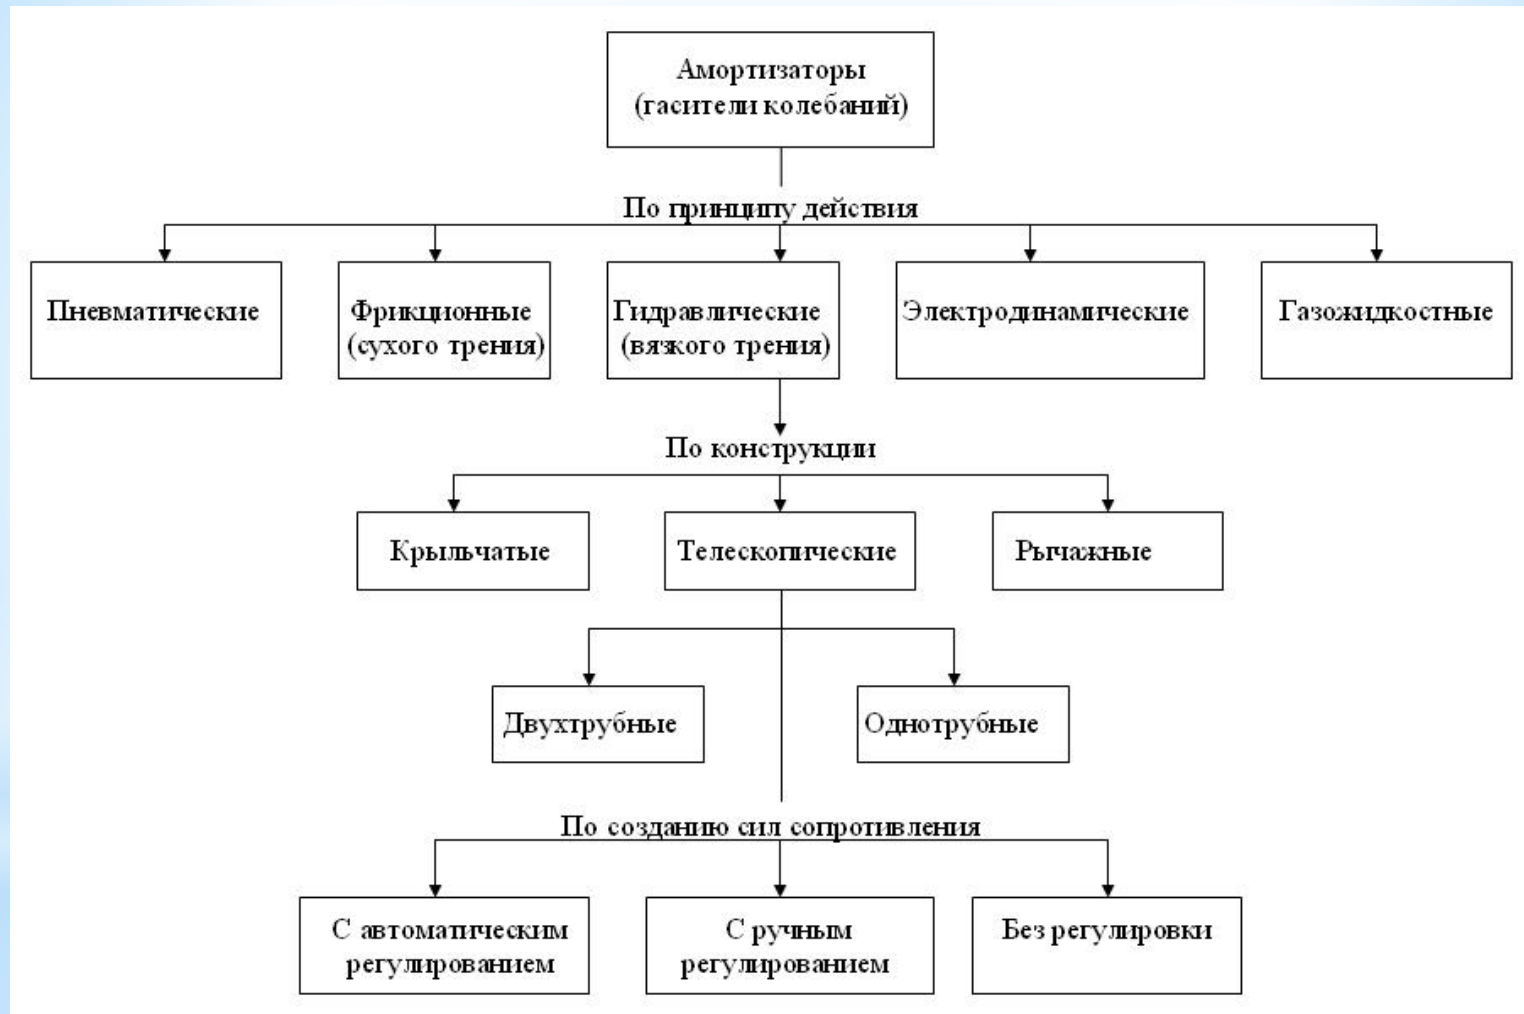 Амортизаторы
(гасители колебаний)
По принципу действия
Пневматические
Фрикционные
(сухого трения)
Гидравлические
(вязкого трения)
Электродинамические
Газожидкостные
По конструкции
Крыльчатые
Телескопические
Рычажные
Двухтрубные
Однотрубные
По созданию сил сопротивления
С автоматическим
регулированием
С ручным
регулированием
Без регулировки